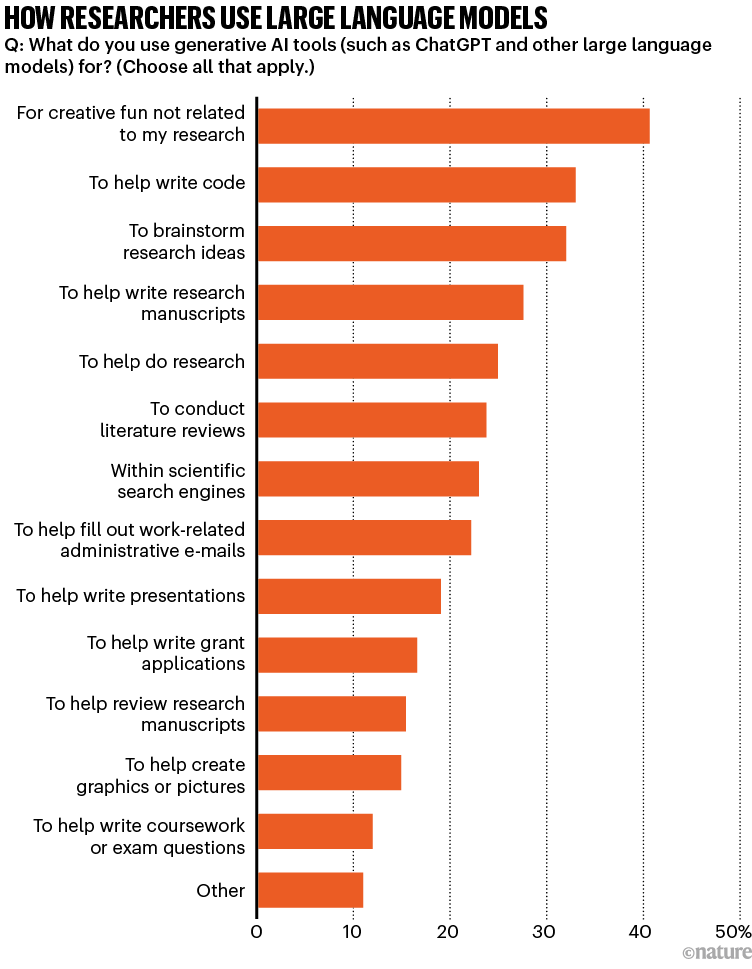 HOW RESEARCHERS USE LARGE LANGUAGE MODELS
Q: What do you use generative AI tools (such as ChatGPT and other large language
models) for? (Choose all that apply.)
For creative fun not related
to my research
To help write code
To brainstorm
research ideas
To help write research
manuscripts
To help do research
To conduct
literature reviews
Within scientific
search engines
To help fill out work-related
administrative e-mails
To help write presentations
To help write grant
applications
To help review research
manuscripts
To help create
graphics or pictures
To help write coursework
or exam questions
Other
0 10 20 30 40 50%
©nature